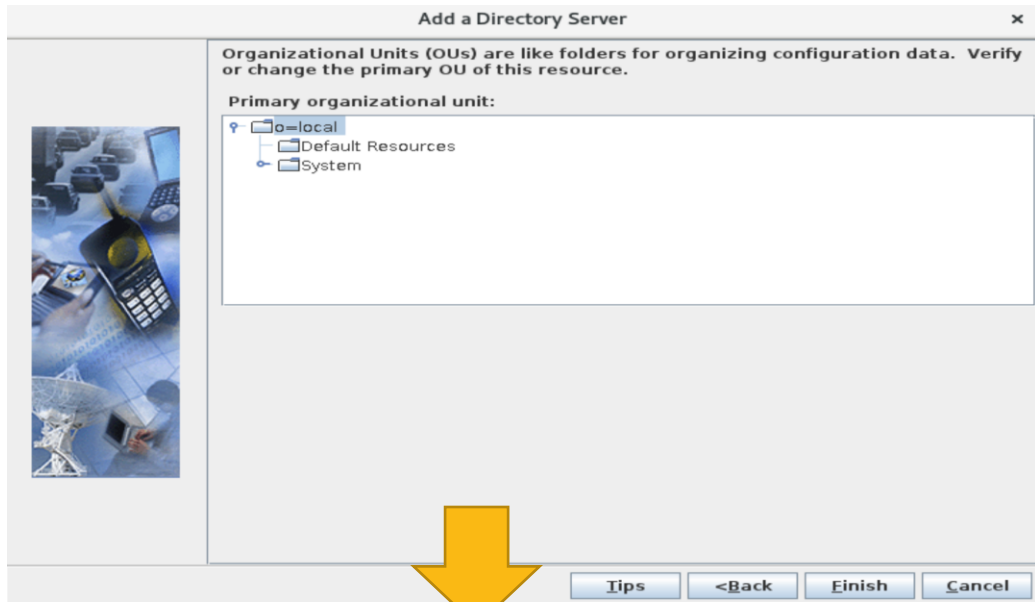 Add a Directory Server
Organizational Units (OUs) are like folders for organizing configuration data. Verify
or change the primary OU of this resource.
Primary organizational unit:
o=local
Default Resources
System
Tips
<Back
Finish
Cancel